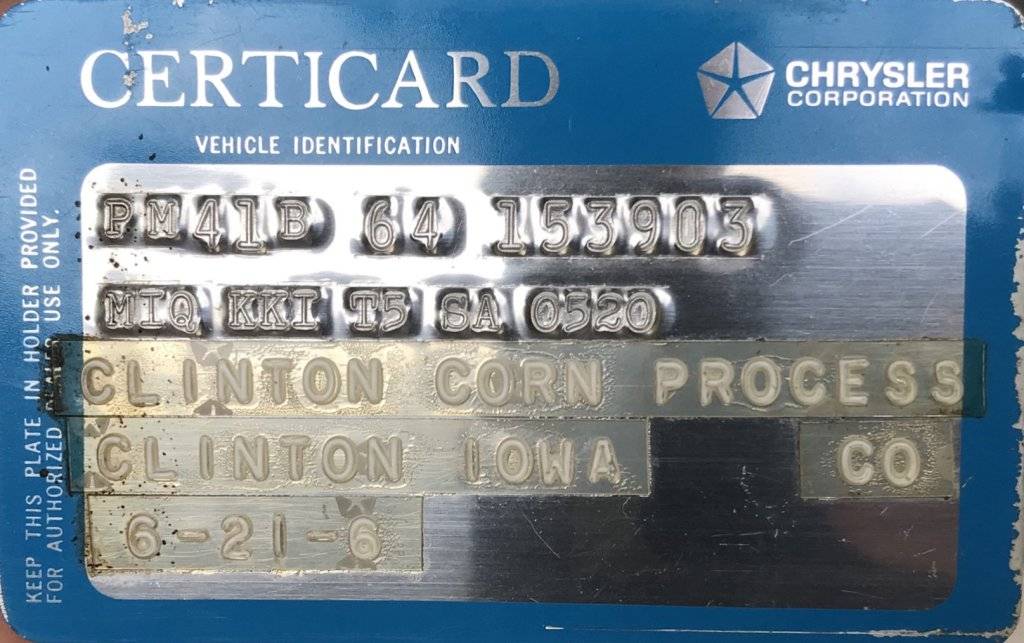 CERTICARD
CHRYSLER
CORPORATION
VEHICLE IDENTIFICATION
PM41B 64 153903
MIQ KKI T5 SA 0520
CLINTON CORN PROCESS
CLINTON IOWA CO
6-21-6
KEEP THIS PLATE IN HOLDER PROVIDED
FOR AUTHORIZED USE ONLY.